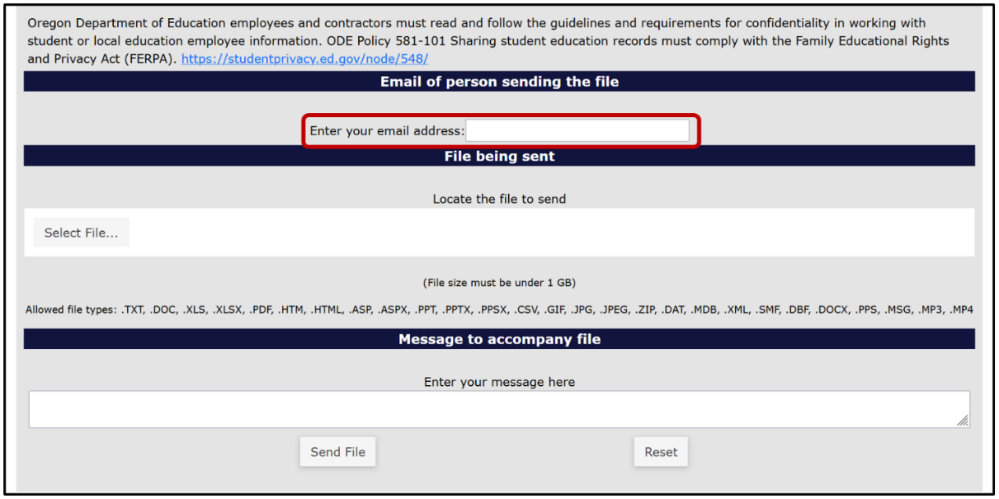 Oregon Department of Education employees and contractors must read and follow the guidelines and requirements for confidentiality in working with
student or local education employee information. ODE Policy 581-101 Sharing student education records must comply with the Family Educational Rights
and Privacy Act (FERPA). https://studentprivacy.ed.gov/node/548/
Email of person sending the file
Enter your email address:
File being sent
Locate the file to send
Select File...
(File size must be under 1 GB)
Allowed file types: .TXT, .DOC, .XLS, .XLSX, .PDF, .HTM, .HTML, .ASP, .ASPX, .PPT, .PPTX, .PPSX, .CSV, .GIF, .JPG, .JPEG, .ZIP, .DAT, .MDB, .XML, .SMF, .DBF, .DOCX, .PPS, .MSG, .MP3, .MP4
Message to accompany file
Enter your message here
Send File Reset